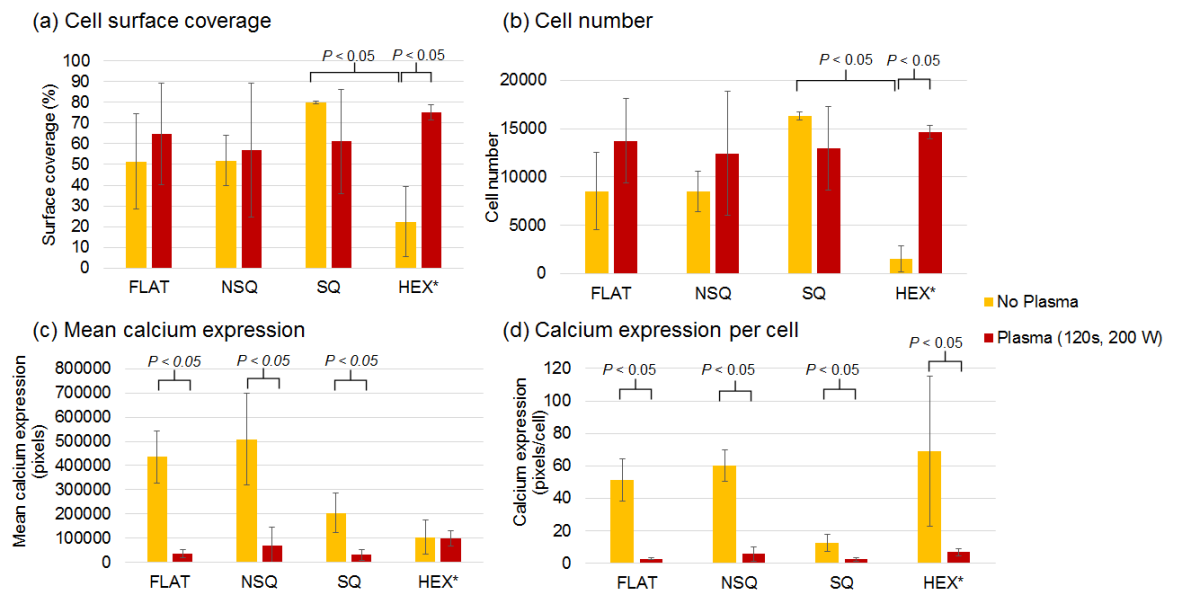 (a) Cell surface coverage
P < 0.05
P < 0.05
Surface coverage (%)
100
90
80
70
60
50
40
30
20
10
0
FLAT NSQ SQ HEX*
(b) Cell number
P < 0.05
P < 0.05
Cell number
20000
15000
10000
5000
0
FLAT NSQ SQ HEX*
No Plasma
Plasma (120s, 200 W)
(c) Mean calcium expression
P < 0.05
P < 0.05
P < 0.05
Mean calcium expression
(pixels)
800000
700000
600000
500000
400000
300000
200000
100000
0
FLAT NSQ SQ HEX*
(d) Calcium expression per cell
P < 0.05
P < 0.05
P < 0.05
P < 0.05
Calcium expression
(pixels/cell)
120
100
80
60
40
20
0
FLAT NSQ SQ HEX*